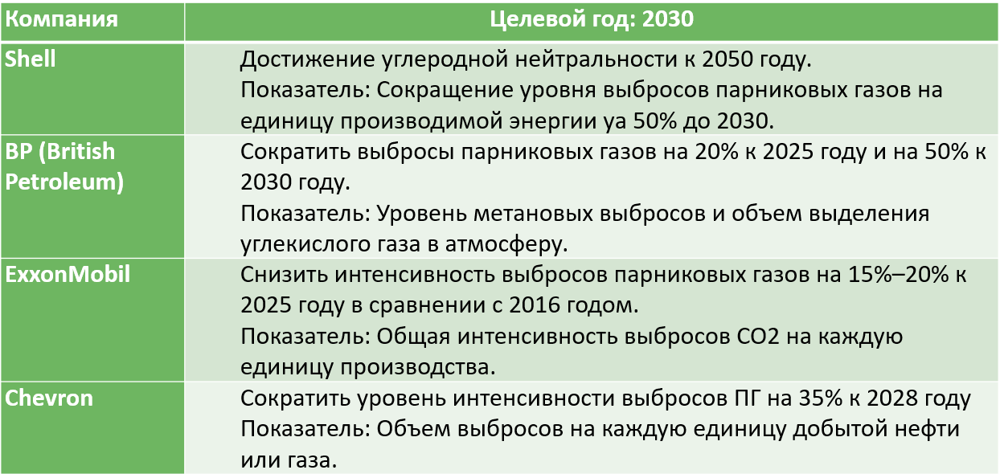 Компания
Целевой год: 2030
Shell
Достижение углеродной нейтральности к 2050 году.
Показатель: Сокращение уровня выбросов парниковых газов на
единицу производимой энергии уа 50% до 2030.
BP (British
Petroleum)
Сократить выбросы парниковых газов на 20% к 2025 году и на 50% к
2030 году.
Показатель: Уровень метановых выбросов и объем выделения
углекислого газа в атмосферу.
ExxonMobil
Снизить интенсивность выбросов парниковых газов на 15%–20% к
2025 году в сравнении с 2016 годом.
Показатель: Общая интенсивность выбросов CO2 на каждую
единицу производства.
Chevron
Сократить уровень интенсивности выбросов ПГ на 35% к 2028 году
Показатель: Объем выбросов на каждую единицу добытой нефти
или газа.